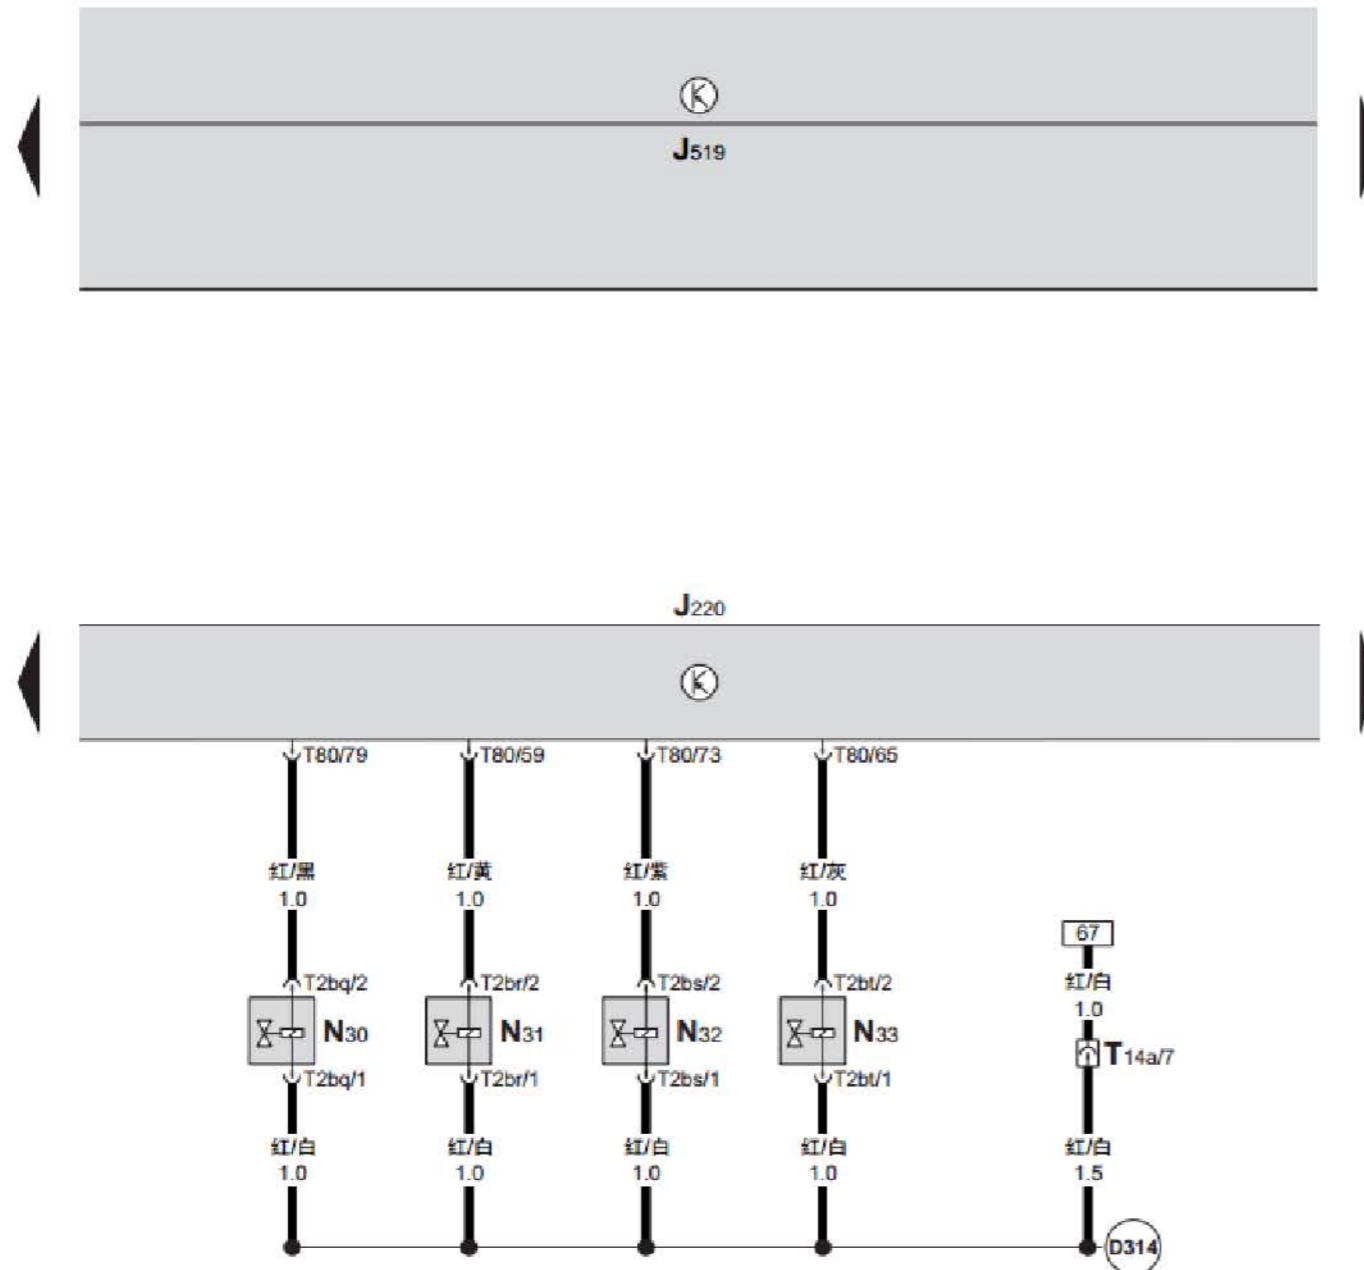 J519
J220
T80/79 T80/59 T80/73 T80/65
红/黑 红/黄 红/紫 红/灰
1.0 1.0 1.0 1.0
67
T2bq/2 T2br/2 T2bs/2 T2bt/2 红/白
1.0
N30 N31 N32 N33
T14a/7
T2bq/1 T2br/1 T2bs/1 T2bt/1
红/白 红/白 红/白 红/白 红/白
1.0 1.0 1.0 1.0 1.5
D314